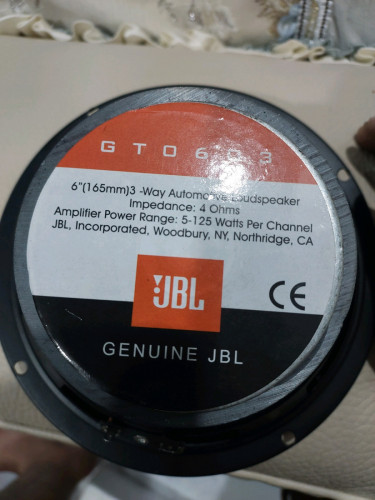 6"(165mm)3 -Way Automotive Loudspeaker
Impedance: 4 Ohms
Amplifier Power Range: 5-125 Watts Per Channel
JBL, Incorporated, Woodbury, NY, Northridge, CA
JBL
CE
GENUINE JBL